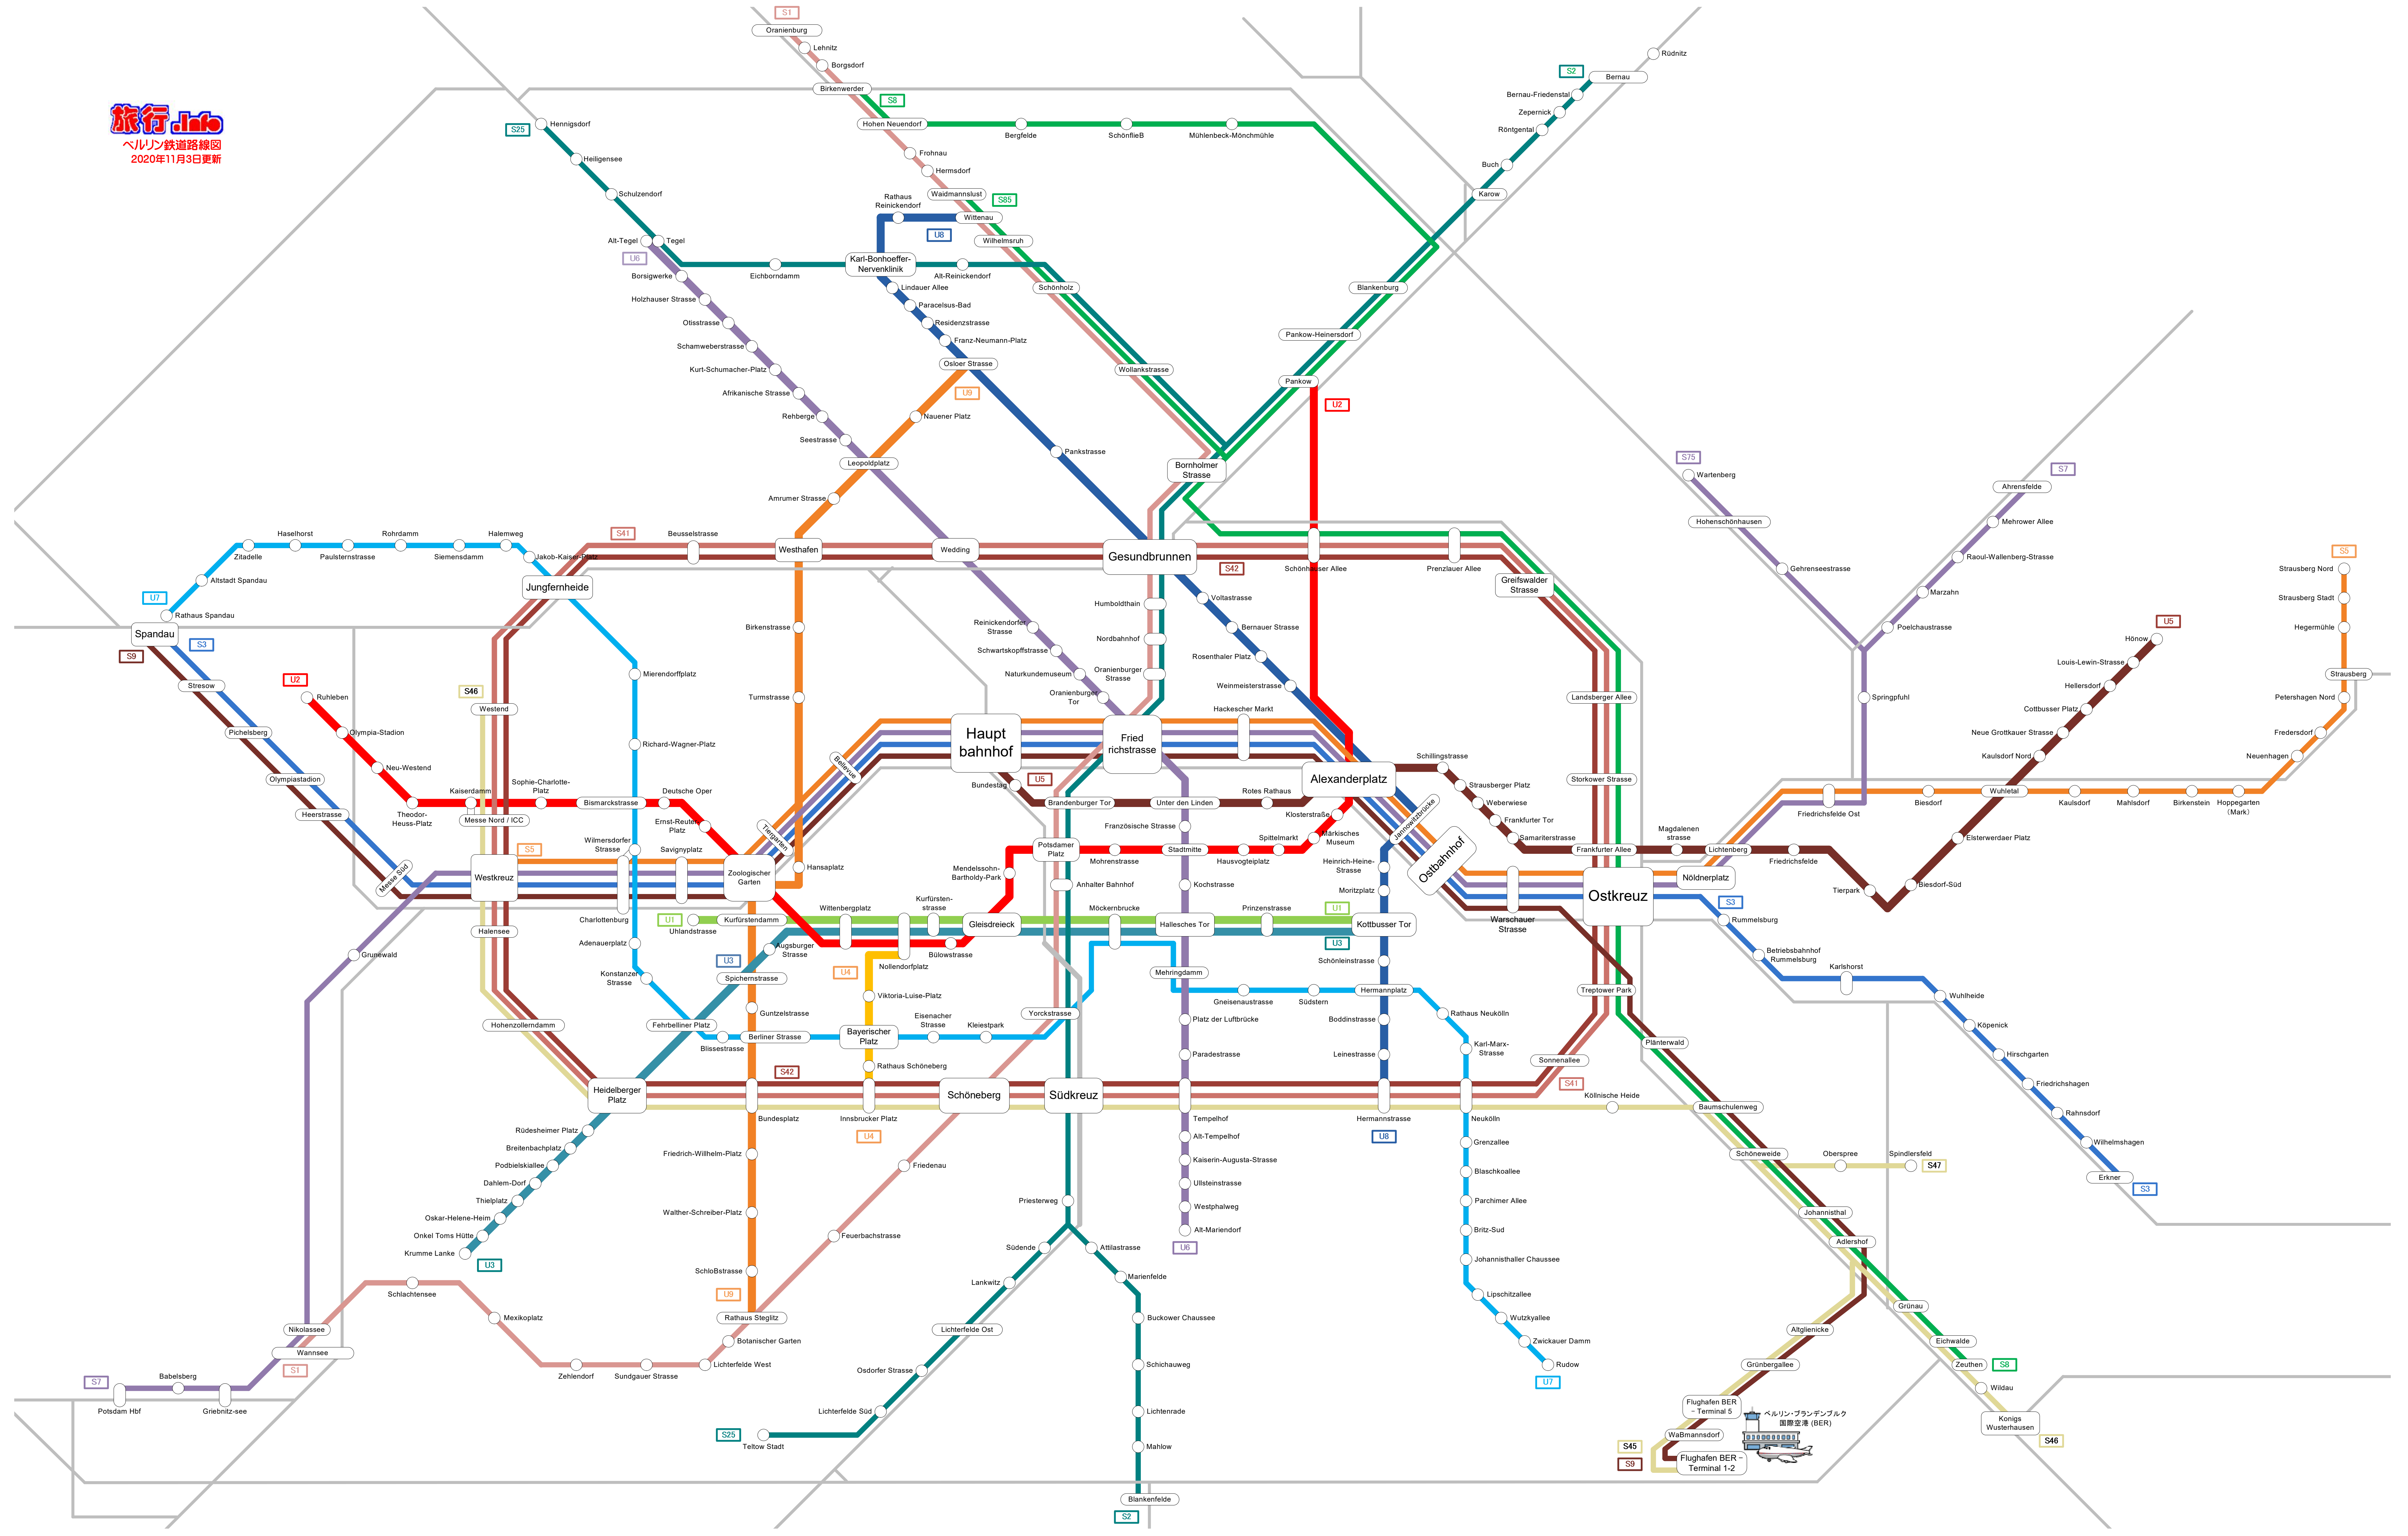 S1
Oranienburg
Lehnitz
Borgsdorf
Birkenwerder
S8
Hohen Neuendorf
Bergfelde
SchönflieB
Mühlenbeck-Mönchmühle
Rüdnitz
S2
Bernau
Bernau-Friedenstal
Zepernick
Röntgental
Buch
Karow
旅行.Info
ベルリン鉄道路線図
2020年11月3日更新
S25
Hennigsdorf
Heiligensee
Schulzendorf
Frohnau
Hermsdorf
Waidmannslust
S85
Rathaus
Reinickendorf
Wittenau
U8
Wilhelmsruh
Alt-Tegel
Tegel
U6
Borsigwerke
Eichborndamm
Karl-Bonhoeffer-
Nervenklinik
Alt-Reinickendorf
Schönholz
Blankenburg
Holzhauser Strasse
Lindauer Allee
Paracelsus-Bad
Otisstrasse
Residenzstrasse
Schamweberstrasse
Franz-Neumann-Platz
Pankow-Heinersdorf
Kurt-Schumacher-Platz
Osloer Strasse
Wollankstrasse
Pankow
U2
Afrikanische Strasse
U9
Rehberge
Nauener Platz
Seestrasse
Pankstrasse
Leopoldplatz
Bornholmer
Strasse
Amrumer Strasse
S75
Wartenberg
S7
Ahrensfelde
Hohenschönhausen
Mehrower Allee
Gehrenseestrasse
Raoul-Wallenberg-Strasse
Marzahn
Poelchaustrasse
Springpfuhl
S5
Strausberg Nord
Strausberg Stadt
Hegermühle
Strausberg
Petershagen Nord
Fredersdorf
Neuenhagen
Hoppegarten
(Mark)
Birkenstein
Mahlsdorf
Kaulsdorf
Wuhletal
Biesdorf
Friedrichsfelde Ost
U5
Hönow
Louis-Lewin-Strasse
Hellersdorf
Cottbusser Platz
Neue Grottkauer Strasse
Kaulsdorf Nord
Elsterwerdaer Platz
Biesdorf-Süd
Tierpark
Friedrichsfelde
Lichtenberg
Magdalenen
strasse
Frankfurter Allee
Haselhorst
Rohrdamm
Halemweg
Zitadelle
Paulsternstrasse
Siemensdamm
Jakob-Kaiser-Platz
Altstadt Spandau
U7
Rathaus Spandau
Spandau
S3
S9
S41
Beusselstrasse
Westhafen
Wedding
Gesundbrunnen
S42
Schönhauser Allee
Prenzlauer Allee
Greifswalder
Strasse
Jungfernheide
Humboldthain
Voltastrasse
Birkenstrasse
Reinickendorfer
Strasse
Nordbahnhof
Bernauer Strasse
Schwartskopffstrasse
Rosenthaler Platz
Naturkundemuseum
Oranienburger
Strasse
Weinmeisterstrasse
Oranienburger
Tor
Hackescher Markt
Landsberger Allee
Storkower Strasse
Stresow
Pichelsberg
Olympiastadion
Heerstrasse
Messe Süd
U2
Ruhleben
Olympia-Stadion
Neu-Westend
Theodor-
Heuss-Platz
Kaiserdamm
Messe Nord / ICC
S46
Westend
Sophie-Charlotte-
Platz
Bismarckstrasse
Deutsche Oper
Ernst-Reuter
Platz
Mierendorffplatz
Richard-Wagner-Platz
Turmstrasse
Bellevue
Tiergarten
Hansaplatz
Haupt
bahnhof
Fried
richstrasse
Alexanderplatz
Bundestag
U5
Brandenburger Tor
Unter den Linden
Rotes Rathaus
Klosterstraße
Märkisches
Museum
Spittelmarkt
Hausvogteiplatz
Stadtmitte
Mohrenstrasse
Französische Strasse
Potsdamer
Platz
Schillingstrasse
Strausberger Platz
Weberwiese
Frankfurter Tor
Samariterstrasse
Jannowitzbrücke
Ostbahnhof
Heinrich-Heine-
Strasse
Moritzplatz
Warschauer
Strasse
Ostkreuz
Nöldnerplatz
S3
Rummelsburg
Betriebsbahnhof
Rummelsburg
Karlshorst
Wuhlheide
Köpenick
Hirschgarten
Friedrichshagen
Rahnsdorf
Wilhelmshagen
Erkner
S3
Westkreuz
S5
Wilmersdorfer
Strasse
Savignyplatz
Zoologischer
Garten
Charlottenburg
U1
Uhlandstrasse
Kurfürstendamm
Wittenbergplatz
Kurfürsten-
strasse
Mendelssohn-
Bartholdy-Park
Anhalter Bahnhof
Kochstrasse
Gleisdreieck
Möckernbrucke
Hallesches Tor
Prinzenstrasse
U1
Kottbusser Tor
U3
Halensee
Grunewald
Adenauerplatz
Augsburger
Strasse
U3
Spichernstrasse
U4
Nollendorfplatz
Bülowstrasse
Konstanzer
Strasse
Viktoria-Luise-Platz
Mehringdamm
Schönleinstrasse
Gneisenaustrasse
Südstern
Hermannplatz
Treptower Park
Hohenzollerndamm
Fehrbelliner Platz
Guntzelstrasse
Blissestrasse
Berliner Strasse
Bayerischer
Platz
Eisenacher
Strasse
Kleiestpark
Yorckstrasse
Platz der Luftbrücke
Boddinstrasse
Rathaus Neukölln
Karl-Marx-
Strasse
Paradestrasse
Leinestrasse
Rathaus Schöneberg
Sonnenallee
Plänterwald
Heidelberger
Platz
S42
Schöneberg
Südkreuz
S41
Bundesplatz
Innsbrucker Platz
U4
Tempelhof
Hermannstrasse
U8
Neukölln
Köllnische Heide
Baumschulenweg
Rüdesheimer Platz
Breitenbachplatz
Podbielskiallee
Dahlem-Dorf
Thielplatz
Oskar-Helene-Heim
Onkel Toms Hütte
Krumme Lanke
U3
Friedrich-Willhelm-Platz
Walther-Schreiber-Platz
SchloBstrasse
U9
Rathaus Steglitz
Friedenau
Feuerbachstrasse
Priesterweg
Alt-Tempelhof
Kaiserin-Augusta-Strasse
Ullsteinstrasse
Westphalweg
Alt-Mariendorf
U6
Grenzallee
Blaschkoallee
Parchimer Allee
Britz-Sud
Johannisthaller Chaussee
Lipschitzallee
Wutzkyallee
Zwickauer Damm
Rudow
U7
Schöneweide
Oberspree
Spindlersfeld
S47
Johannisthal
Adlershof
Grünau
Eichwalde
Zeuthen
S8
Wildau
Konigs
Wusterhausen
S46
Altglienicke
Grünbergallee
Flughafen BER
− Terminal 5
WaBmannsdorf
Flughafen BER −
Terminal 1-2
ベルリン・ブランデンブルク
国際空港 (BER)
S45
S9
Südende
Lankwitz
Lichterfelde Ost
Osdorfer Strasse
Lichterfelde Süd
S25
Teltow Stadt
Attilastrasse
Marienfelde
Buckower Chaussee
Schichauweg
Lichtenrade
Mahlow
Blankenfelde
S2
Schlachtensee
Mexikoplatz
Zehlendorf
Sundgauer Strasse
Lichterfelde West
Botanischer Garten
Nikolassee
Wannsee
S1
S7
Potsdam Hbf
Babelsberg
Griebnitz-see